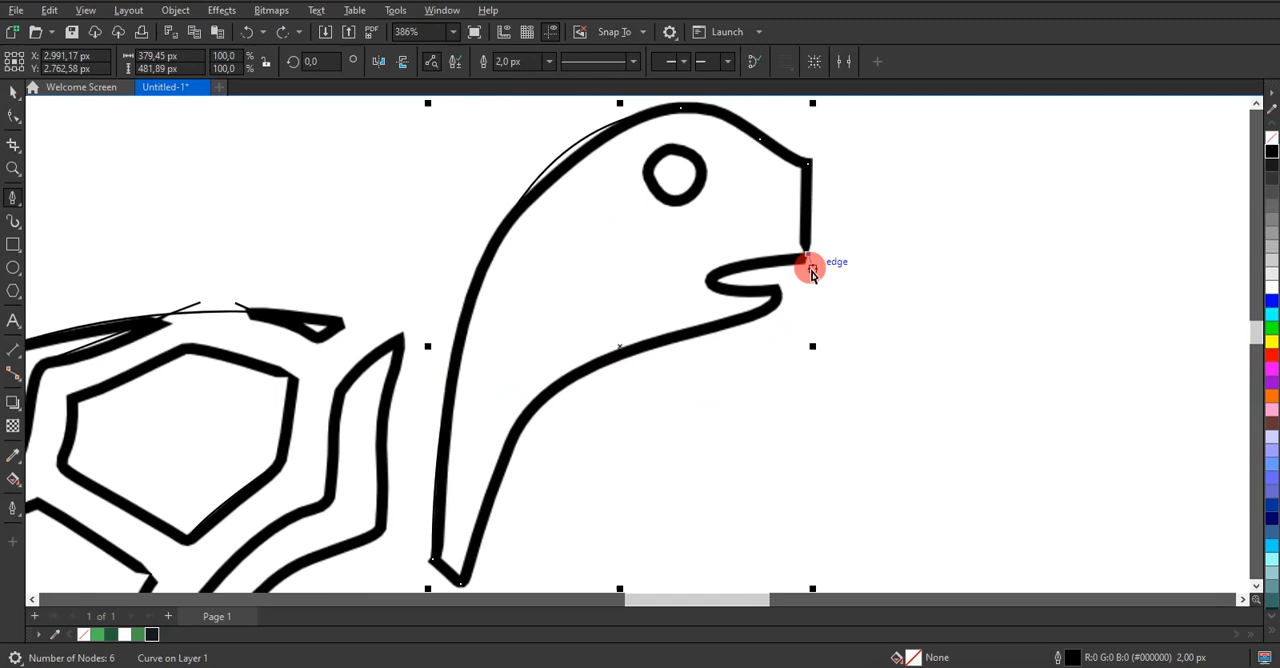 File Edit View Layout Object Effects Bitmaps Text Table Tools Window Help
PDF 386% Snap To Launch
X: 2.991,17 px 379,45 px 100,0 % 0,0 2,0 px
Y: 2.762,58 px 481,89 px 100,0 %
Welcome Screen Untitled-1*
edge
1 of 1 Page 1
Number of Nodes: 6 Curve on Layer 1 None R:0 G:0 B:0 (#000000) 2,00 px